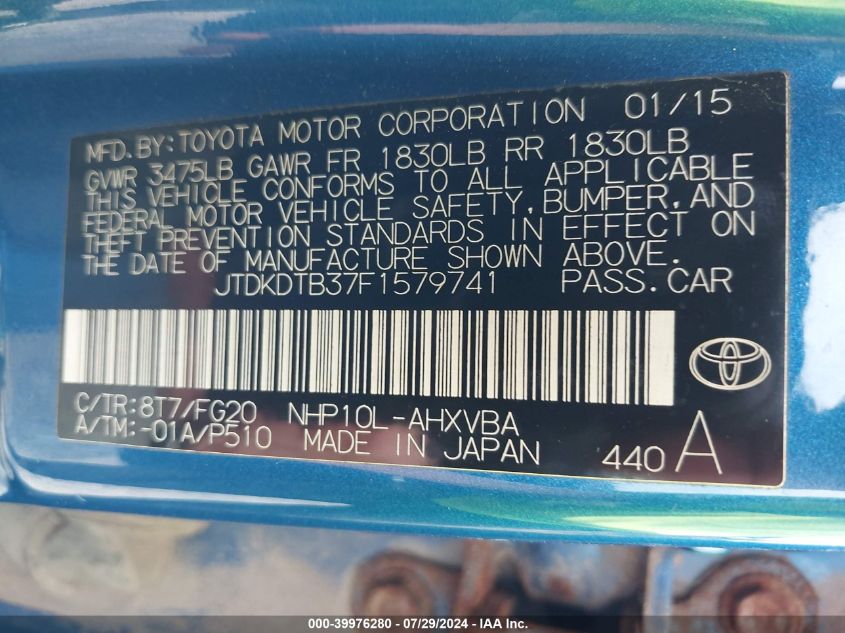 MFD.BY:TOYOTA MOTOR CORPORATION 01/15
GVWR 3475LB GAWR FR 1830LB RR 1830LB
THIS VEHICLE CONFORMS TO ALL APPLICABLE
FEDERAL MOTOR VEHICLE SAFETY,BUMPER,AND
THEFT PREVENTION STANDARDS IN EFFECT ON
THE DATE OF MANUFACTURE SHOWN ABOVE.
JTDKDTB37F1579741 PASS.CAR
C/TR:8T7/FG20 NHP10L-AHXVBA
A/TM:-01A/P510 MADE IN JAPAN 440 A
000-39976280 - 07/29/2024 - IAA Inc.